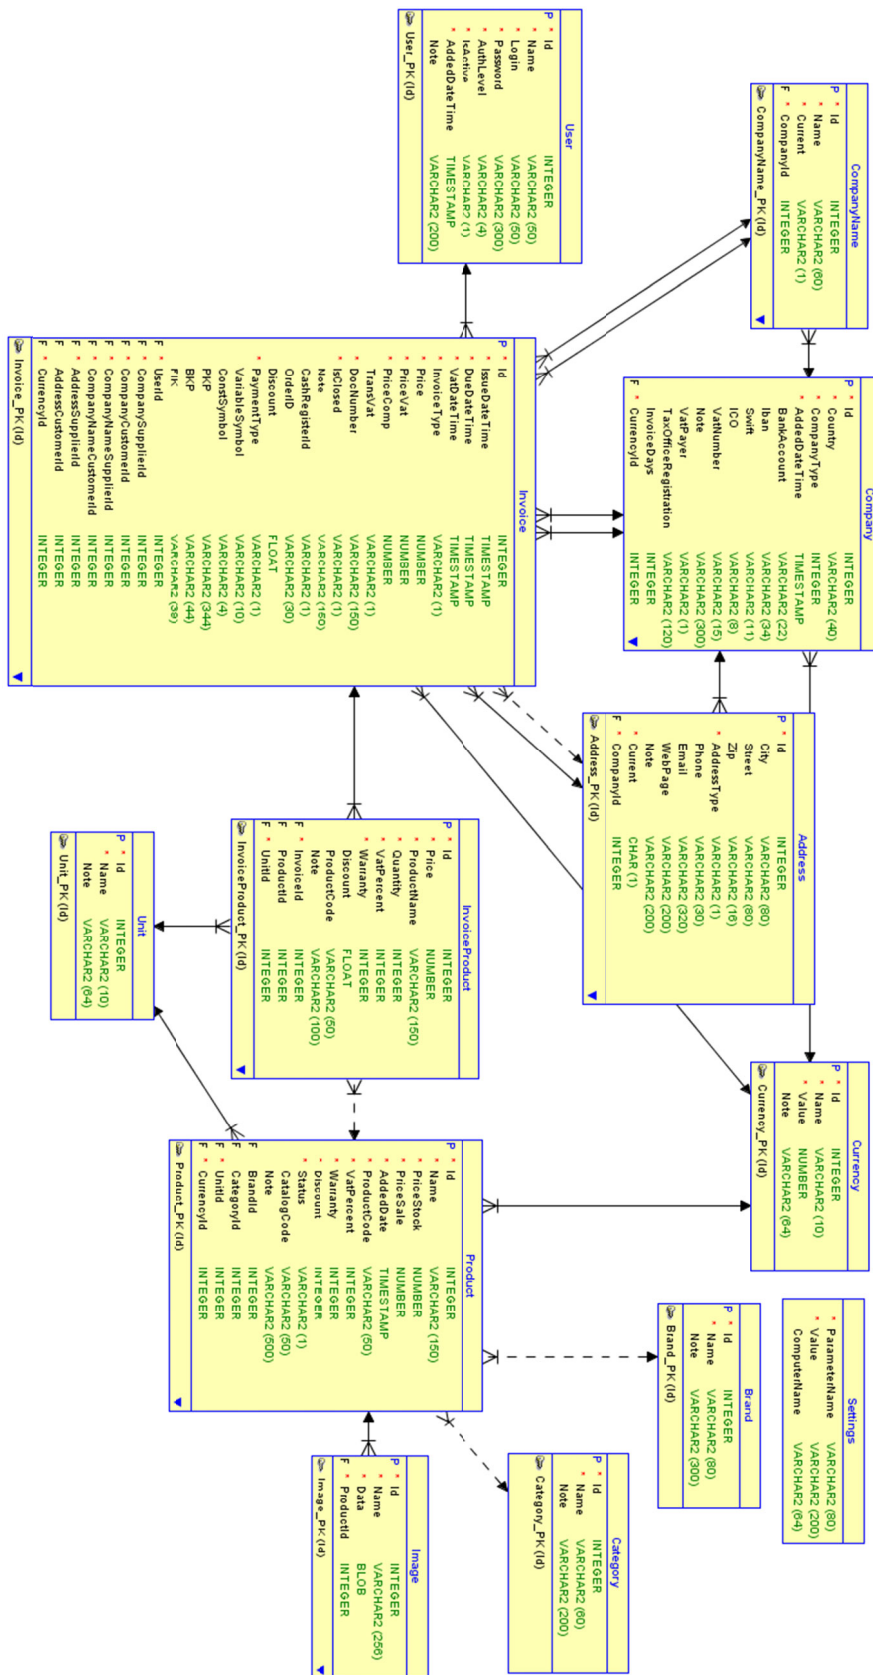 CompanyName
P * Id INTEGER
* Name VARCHAR2 (60)
* Current VARCHAR2 (1)
F * CompanyId INTEGER
CompanyName_PK (Id)
Company
P * Id INTEGER
* Country VARCHAR2 (40)
* CompanyType INTEGER
* AddedDateTime TIMESTAMP
BankAccount VARCHAR2 (22)
Iban VARCHAR2 (34)
Swift VARCHAR2 (11)
ICO VARCHAR2 (8)
VatNumber VARCHAR2 (15)
Note VARCHAR2 (300)
VatPayer VARCHAR2 (1)
TaxOfficeRegistration VARCHAR2 (120)
InvoiceDays INTEGER
F * CurrencyId INTEGER
Address
P * Id INTEGER
City VARCHAR2 (80)
Street VARCHAR2 (80)
Zip VARCHAR2 (16)
* AddressType VARCHAR2 (1)
Phone VARCHAR2 (30)
Email VARCHAR2 (320)
WebPage VARCHAR2 (200)
Note VARCHAR2 (200)
* Current CHAR (1)
F * CompanyId INTEGER
Address_PK (Id)
Currency
P * Id INTEGER
* Name VARCHAR2 (10)
* Value NUMBER
Note VARCHAR2 (64)
Currency_PK (Id)
Settings
* ParameterName VARCHAR2 (80)
* Value VARCHAR2 (200)
ComputerName VARCHAR2 (64)
Brand
P * Id INTEGER
* Name VARCHAR2 (80)
Note VARCHAR2 (300)
Brand_PK (Id)
Category
P * Id INTEGER
* Name VARCHAR2 (60)
Note VARCHAR2 (200)
Category_PK (Id)
User
P * Id INTEGER
* Name VARCHAR2 (50)
* Login VARCHAR2 (50)
* Password VARCHAR2 (300)
* AuthLevel VARCHAR2 (4)
* IsActive VARCHAR2 (1)
* AddedDateTime TIMESTAMP
Note VARCHAR2 (200)
User_PK (Id)
Invoice
P * Id INTEGER
* IssueDateTime TIMESTAMP
* DueDateTime TIMESTAMP
* VatDateTime TIMESTAMP
* InvoiceType VARCHAR2 (1)
* Price NUMBER
* PriceVat NUMBER
* PriceComp NUMBER
TransVat VARCHAR2 (1)
* DocNumber VARCHAR2 (150)
* IsClosed VARCHAR2 (1)
Note VARCHAR2 (150)
CashRegisterId VARCHAR2 (1)
OrderID VARCHAR2 (30)
Discount FLOAT
* PaymentType VARCHAR2 (1)
VariableSymbol VARCHAR2 (10)
ConstSymbol VARCHAR2 (4)
PKP VARCHAR2 (344)
BKP VARCHAR2 (44)
FIK VARCHAR2 (39)
F * UserId INTEGER
F * CompanySupplierId INTEGER
F * CompanyCustomerId INTEGER
F * CompanyNameSupplierId INTEGER
F * CompanyNameCustomerId INTEGER
F * AddressSupplierId INTEGER
F AddressCustomerId INTEGER
F * CurrencyId INTEGER
Invoice_PK (Id)
InvoiceProduct
P * Id INTEGER
* Price NUMBER
* ProductName VARCHAR2 (150)
* Quantity INTEGER
* VatPercent INTEGER
* Warranty INTEGER
Discount FLOAT
ProductCode VARCHAR2 (50)
Note VARCHAR2 (100)
F * InvoiceId INTEGER
F ProductId INTEGER
F * UnitId INTEGER
InvoiceProduct_PK (Id)
Product
P * Id INTEGER
* Name VARCHAR2 (150)
* PriceStock NUMBER
* PriceSale NUMBER
* AddedDate TIMESTAMP
* ProductCode VARCHAR2 (50)
* VatPercent INTEGER
* Warranty INTEGER
* Discount INTEGER
* Status VARCHAR2 (1)
CatalogCode VARCHAR2 (50)
Note VARCHAR2 (500)
F BrandId INTEGER
F CategoryId INTEGER
F * UnitId INTEGER
F * CurrencyId INTEGER
Product_PK (Id)
Image
P * Id INTEGER
* Name VARCHAR2 (256)
* Data BLOB
F * ProductId INTEGER
Image_PK (Id)
Unit
P * Id INTEGER
* Name VARCHAR2 (10)
Note VARCHAR2 (64)
Unit_PK (Id)